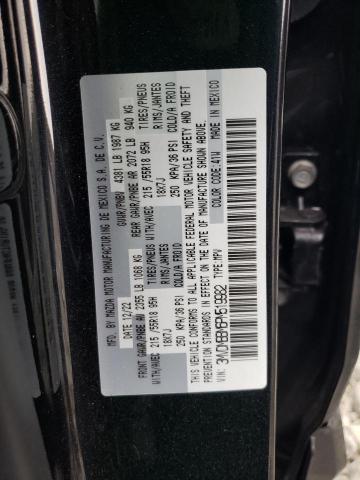 MFD. BY MAZDA MOTOR MANUFACTURING DE MEXICO S.A. DE C.V.
DATE: 12/22 GVWR/PNBV 4381 LB 1987 KG
FRONT GAWR/PNBE AV 2355 LB 1068 KG REAR GAWR/PNBE AR 2072 LB 940 KG
WITH/AVEC 215 /55R18 95H TIRES/PNEUS WITH/AVEC 215 /55R18 95H TIRES/PNEUS
18X7J RIMS/JANTES 18X7J RIMS/JANTES
250 KPA/36 PSI COLD/A FROID 250 KPA/36 PSI COLD/A FROID
THIS VEHICLE CONFORMS TO ALL APPLICABLE FEDERAL MOTOR VEHICLE SAFETY AND THEFT
PREVENTION STANDARDS IN EFFECT ON THE DATE OF MANUFACTURE SHOWN ABOVE.
VIN: TYPE: MPV COLOR CODE: 41W
MADE IN MEXICO